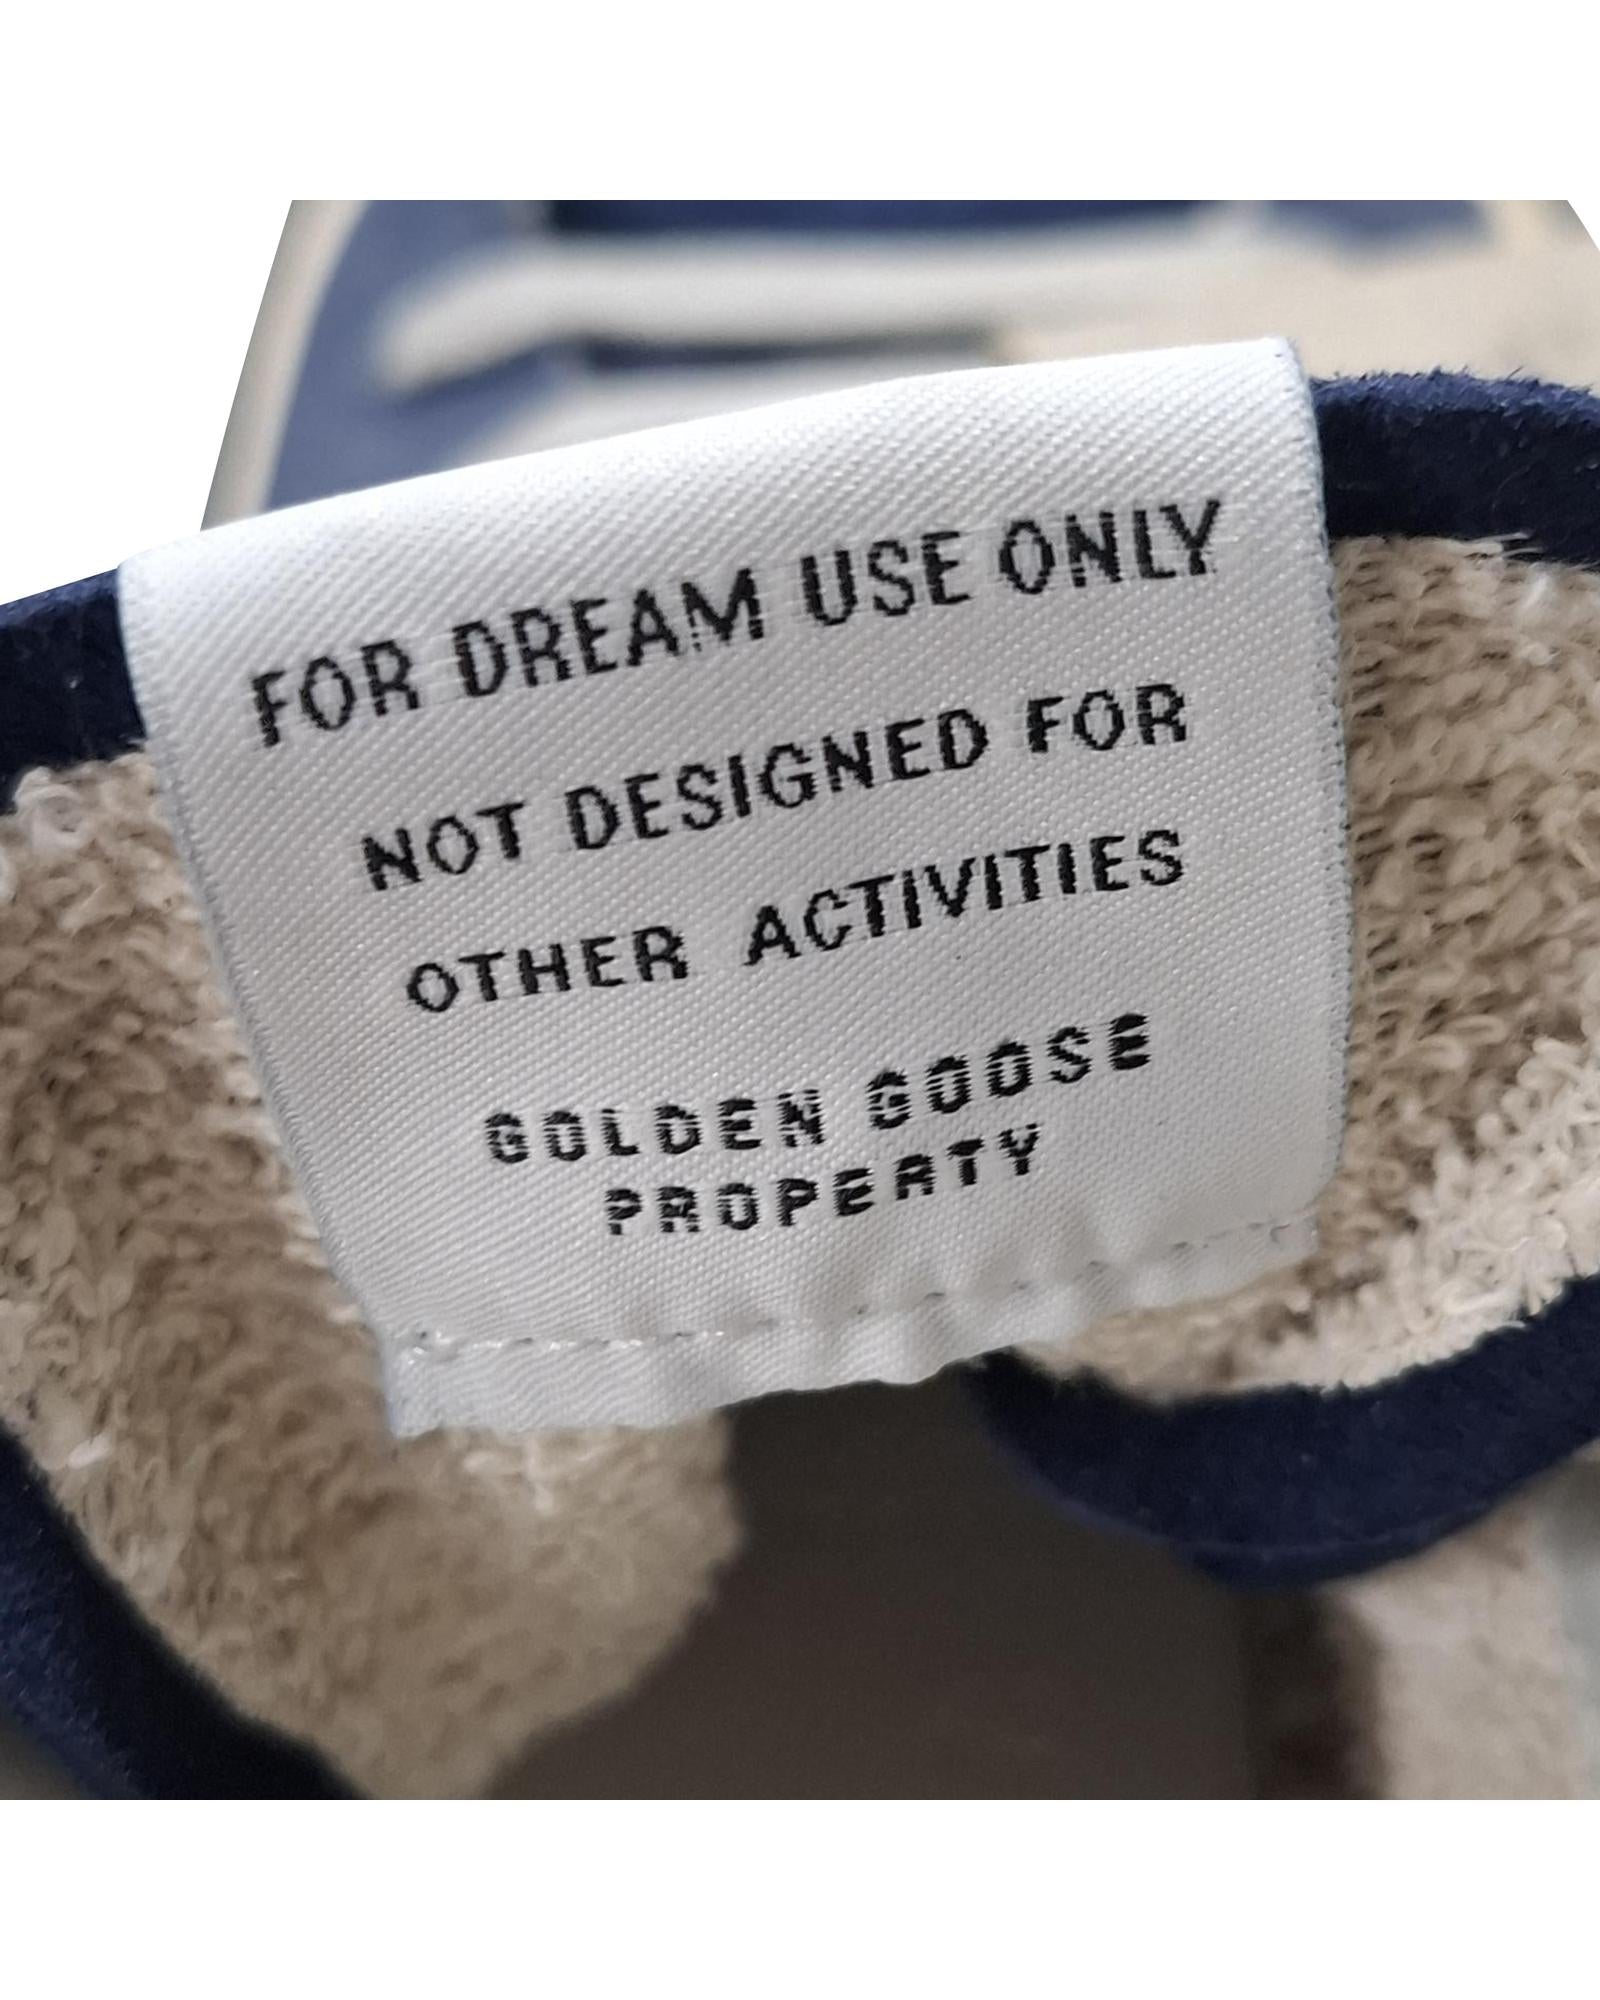 FOR DREAM USE ONLY
NOT DESIGNED FOR
OTHER ACTIVITIES
GOLDEN GOOSE
PROPERTY